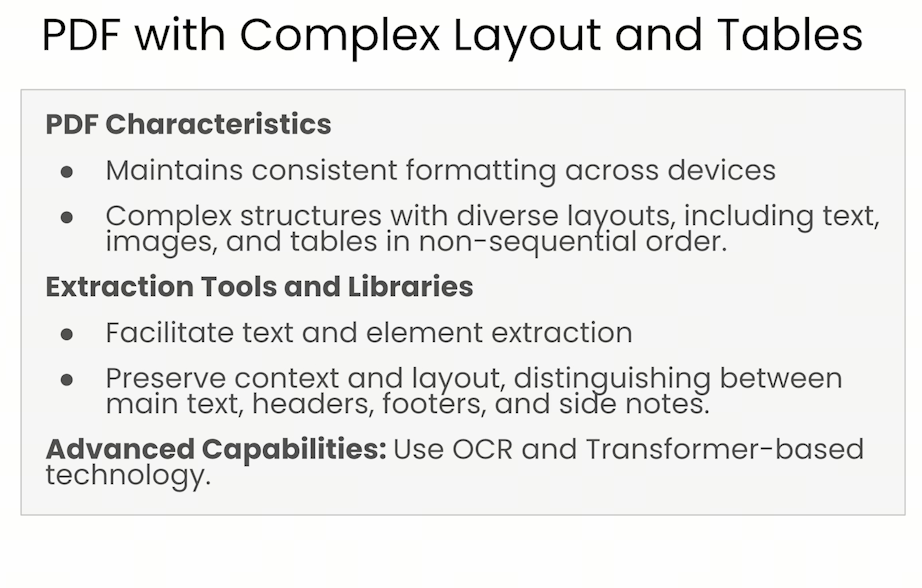 PDF with Complex Layout and Tables
PDF Characteristics
● Maintains consistent formatting across devices
● Complex structures with diverse layouts, including text,
images, and tables in non-sequential order.
Extraction Tools and Libraries
● Facilitate text and element extraction
● Preserve context and layout, distinguishing between
main text, headers, footers, and side notes.
Advanced Capabilities: Use OCR and Transformer-based
technology.